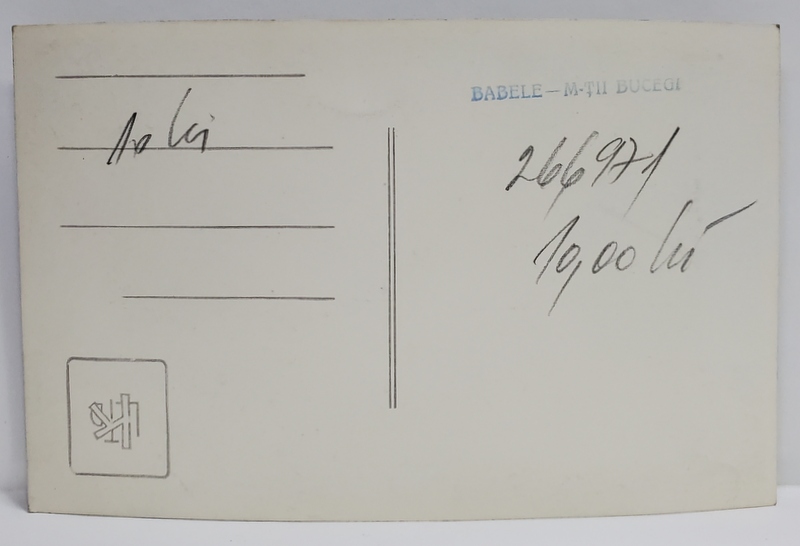 10 lei
BABELE — M-ȚII BUCEGI
266971
10,00 lei